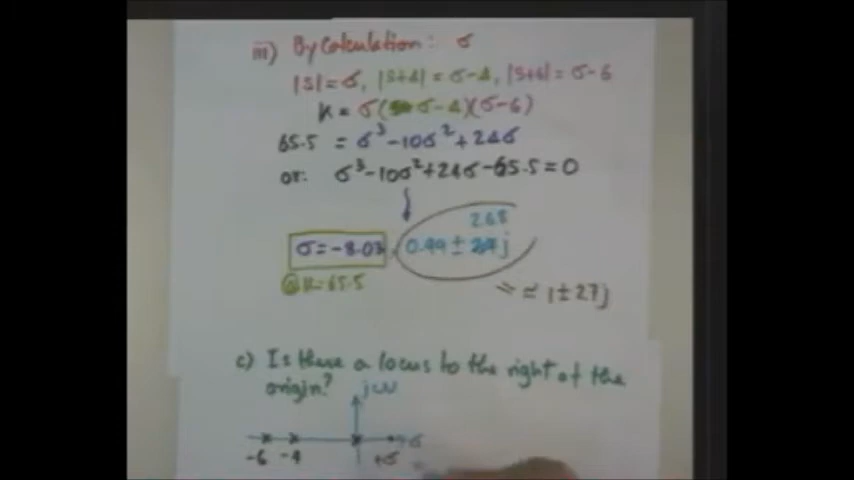 iii) By Calculation: σ
|S|=σ, |S+4|=σ-4, |S+6|=σ-6
K=σ(σ-4)(σ-6)
65.5 = σ³-10σ²+24σ
or: σ³-10σ²+24σ-65.5=0
2.68
σ=-8.03, 0.99 ± j
@K=65.5
≈ 1±2.7j
c) Is there a locus to the right of the
origin?
jω
σ
-6 -4 +σ